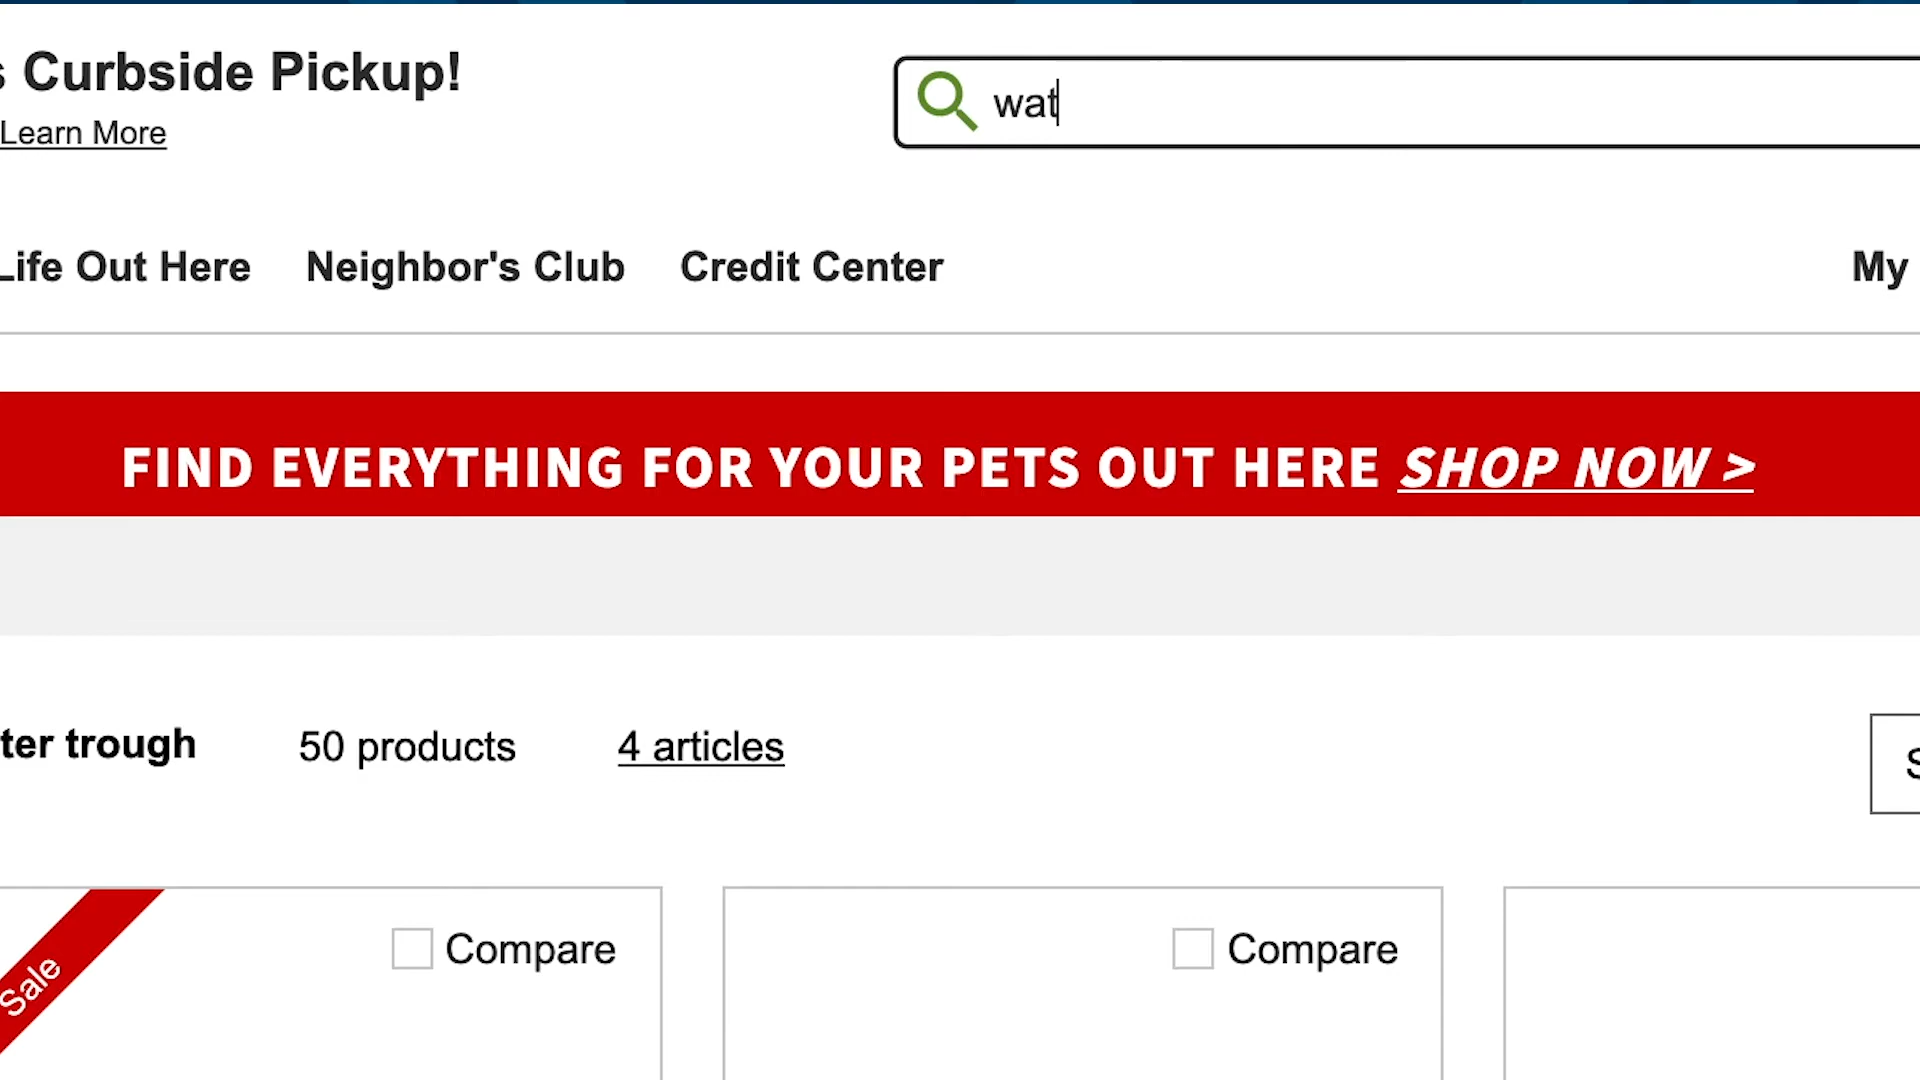 s Curbside Pickup!
Learn More
wat
Life Out Here Neighbor's Club Credit Center My
FIND EVERYTHING FOR YOUR PETS OUT HERE SHOP NOW >
ter trough 50 products 4 articles S
Compare Compare
Sale